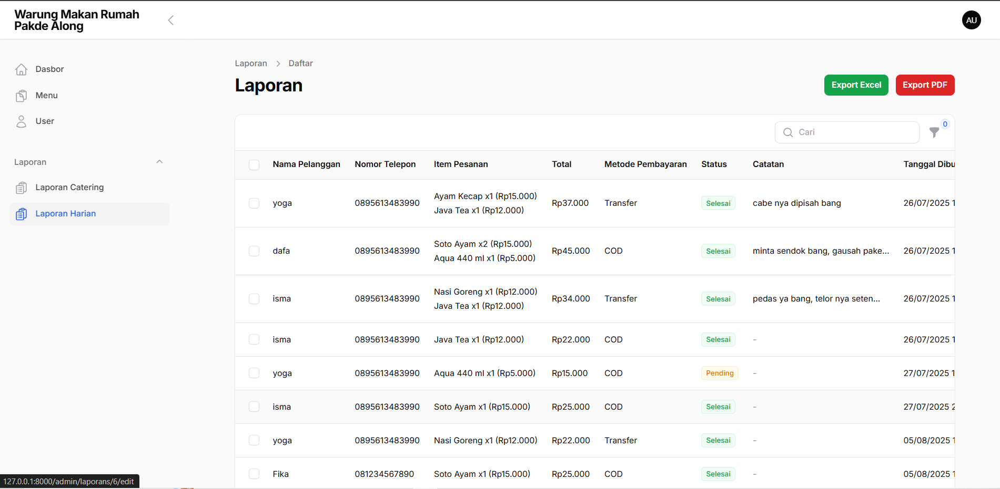 Warung Makan Rumah
Pakde Along
AU
Dasbor
Menu
User
Laporan
Laporan Catering
Laporan Harian
Laporan > Daftar
Laporan
Export Excel Export PDF
Cari
0
Nama Pelanggan Nomor Telepon Item Pesanan Total Metode Pembayaran Status Catatan Tanggal Dibu
yoga 0895613483990 Ayam Kecap x1 (Rp15.000) Rp37.000 Transfer Selesai cabe nya dipisah bang 26/07/2025 1
Java Tea x1 (Rp12.000)
dafa 0895613483990 Soto Ayam x2 (Rp15.000) Rp45.000 COD Selesai minta sendok bang, gausah pake... 26/07/2025 1
Aqua 440 ml x1 (Rp5.000)
isma 0895613483990 Nasi Goreng x1 (Rp12.000) Rp34.000 Transfer Selesai pedas ya bang, telor nya seten... 26/07/2025 1
Java Tea x1 (Rp12.000)
isma 0895613483990 Java Tea x1 (Rp12.000) Rp22.000 COD Selesai - 26/07/2025 1
yoga 0895613483990 Aqua 440 ml x1 (Rp5.000) Rp15.000 COD Pending - 27/07/2025 1
isma 0895613483990 Soto Ayam x1 (Rp15.000) Rp25.000 COD Selesai - 27/07/2025 2
yoga 0895613483990 Nasi Goreng x1 (Rp12.000) Rp22.000 Transfer Selesai - 05/08/2025 1
Fika 081234567890 Soto Ayam x1 (Rp15.000) Rp25.000 COD Selesai - 05/08/2025 1
127.0.0.1:8000/admin/laporans/6/edit